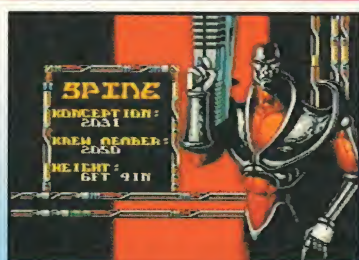 SPINE
KONCEPTION:
2031
KREW MEMBER:
2050
HEIGHT:
6FT 4IN